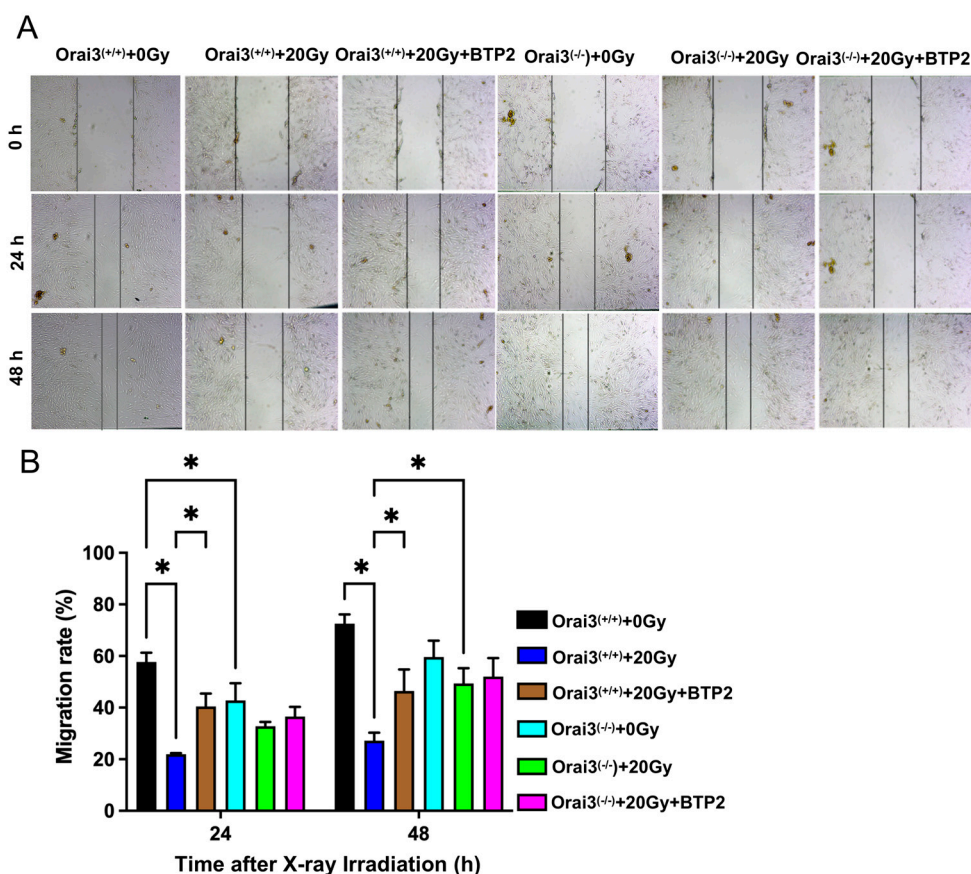 A
Orai3(+/+)+0Gy Orai3(+/+)+20Gy Orai3(+/+)+20Gy+BTP2 Orai3(-/-)+0Gy Orai3(-/-)+20Gy Orai3(-/-)+20Gy+BTP2
0 h
24 h
48 h
B
* *
* *
* *
Migration rate (%)
100
80
60
40
20
0
24 48
Time after X-ray Irradiation (h)
Orai3(+/+)+0Gy
Orai3(+/+)+20Gy
Orai3(+/+)+20Gy+BTP2
Orai3(-/-)+0Gy
Orai3(-/-)+20Gy
Orai3(-/-)+20Gy+BTP2